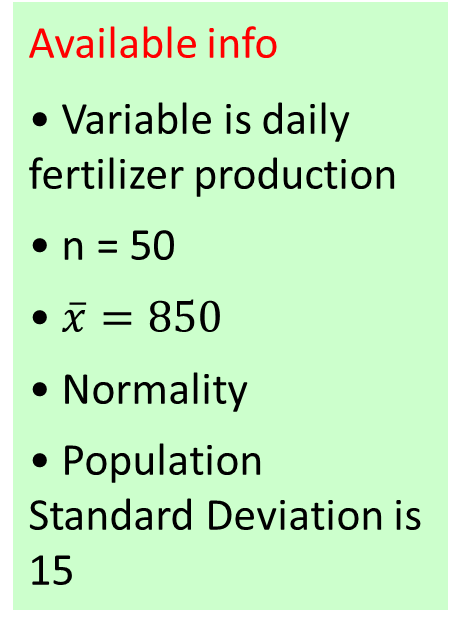 Available info
• Variable is daily
fertilizer production
• n = 50
• x̄ = 850
• Normality
• Population
Standard Deviation is
15